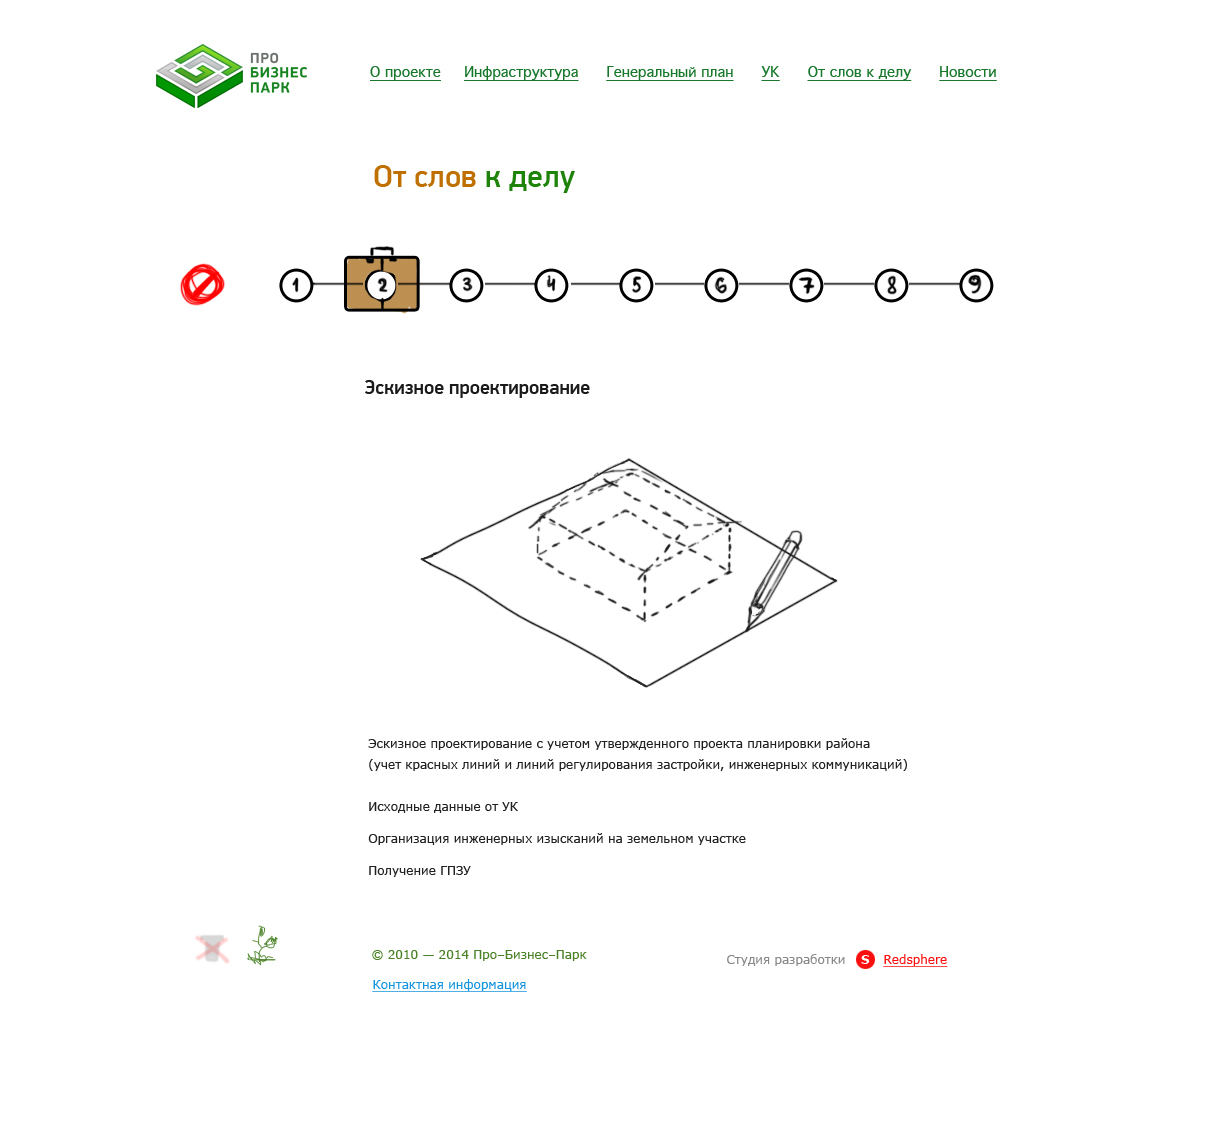 ПРО
БИЗНЕС
ПАРК
О проекте Инфраструктура Генеральный план УК От слов к делу Новости
От слов к делу
1 2 3 4 5 6 7 8 9
Эскизное проектирование
Эскизное проектирование с учетом утвержденного проекта планировки района
(учет красных линий и линий регулирования застройки, инженерных коммуникаций)
Исходные данные от УК
Организация инженерных изысканий на земельном участке
Получение ГПЗУ
© 2010 — 2014 Про–Бизнес–Парк
Студия разработки S Redsphere
Контактная информация